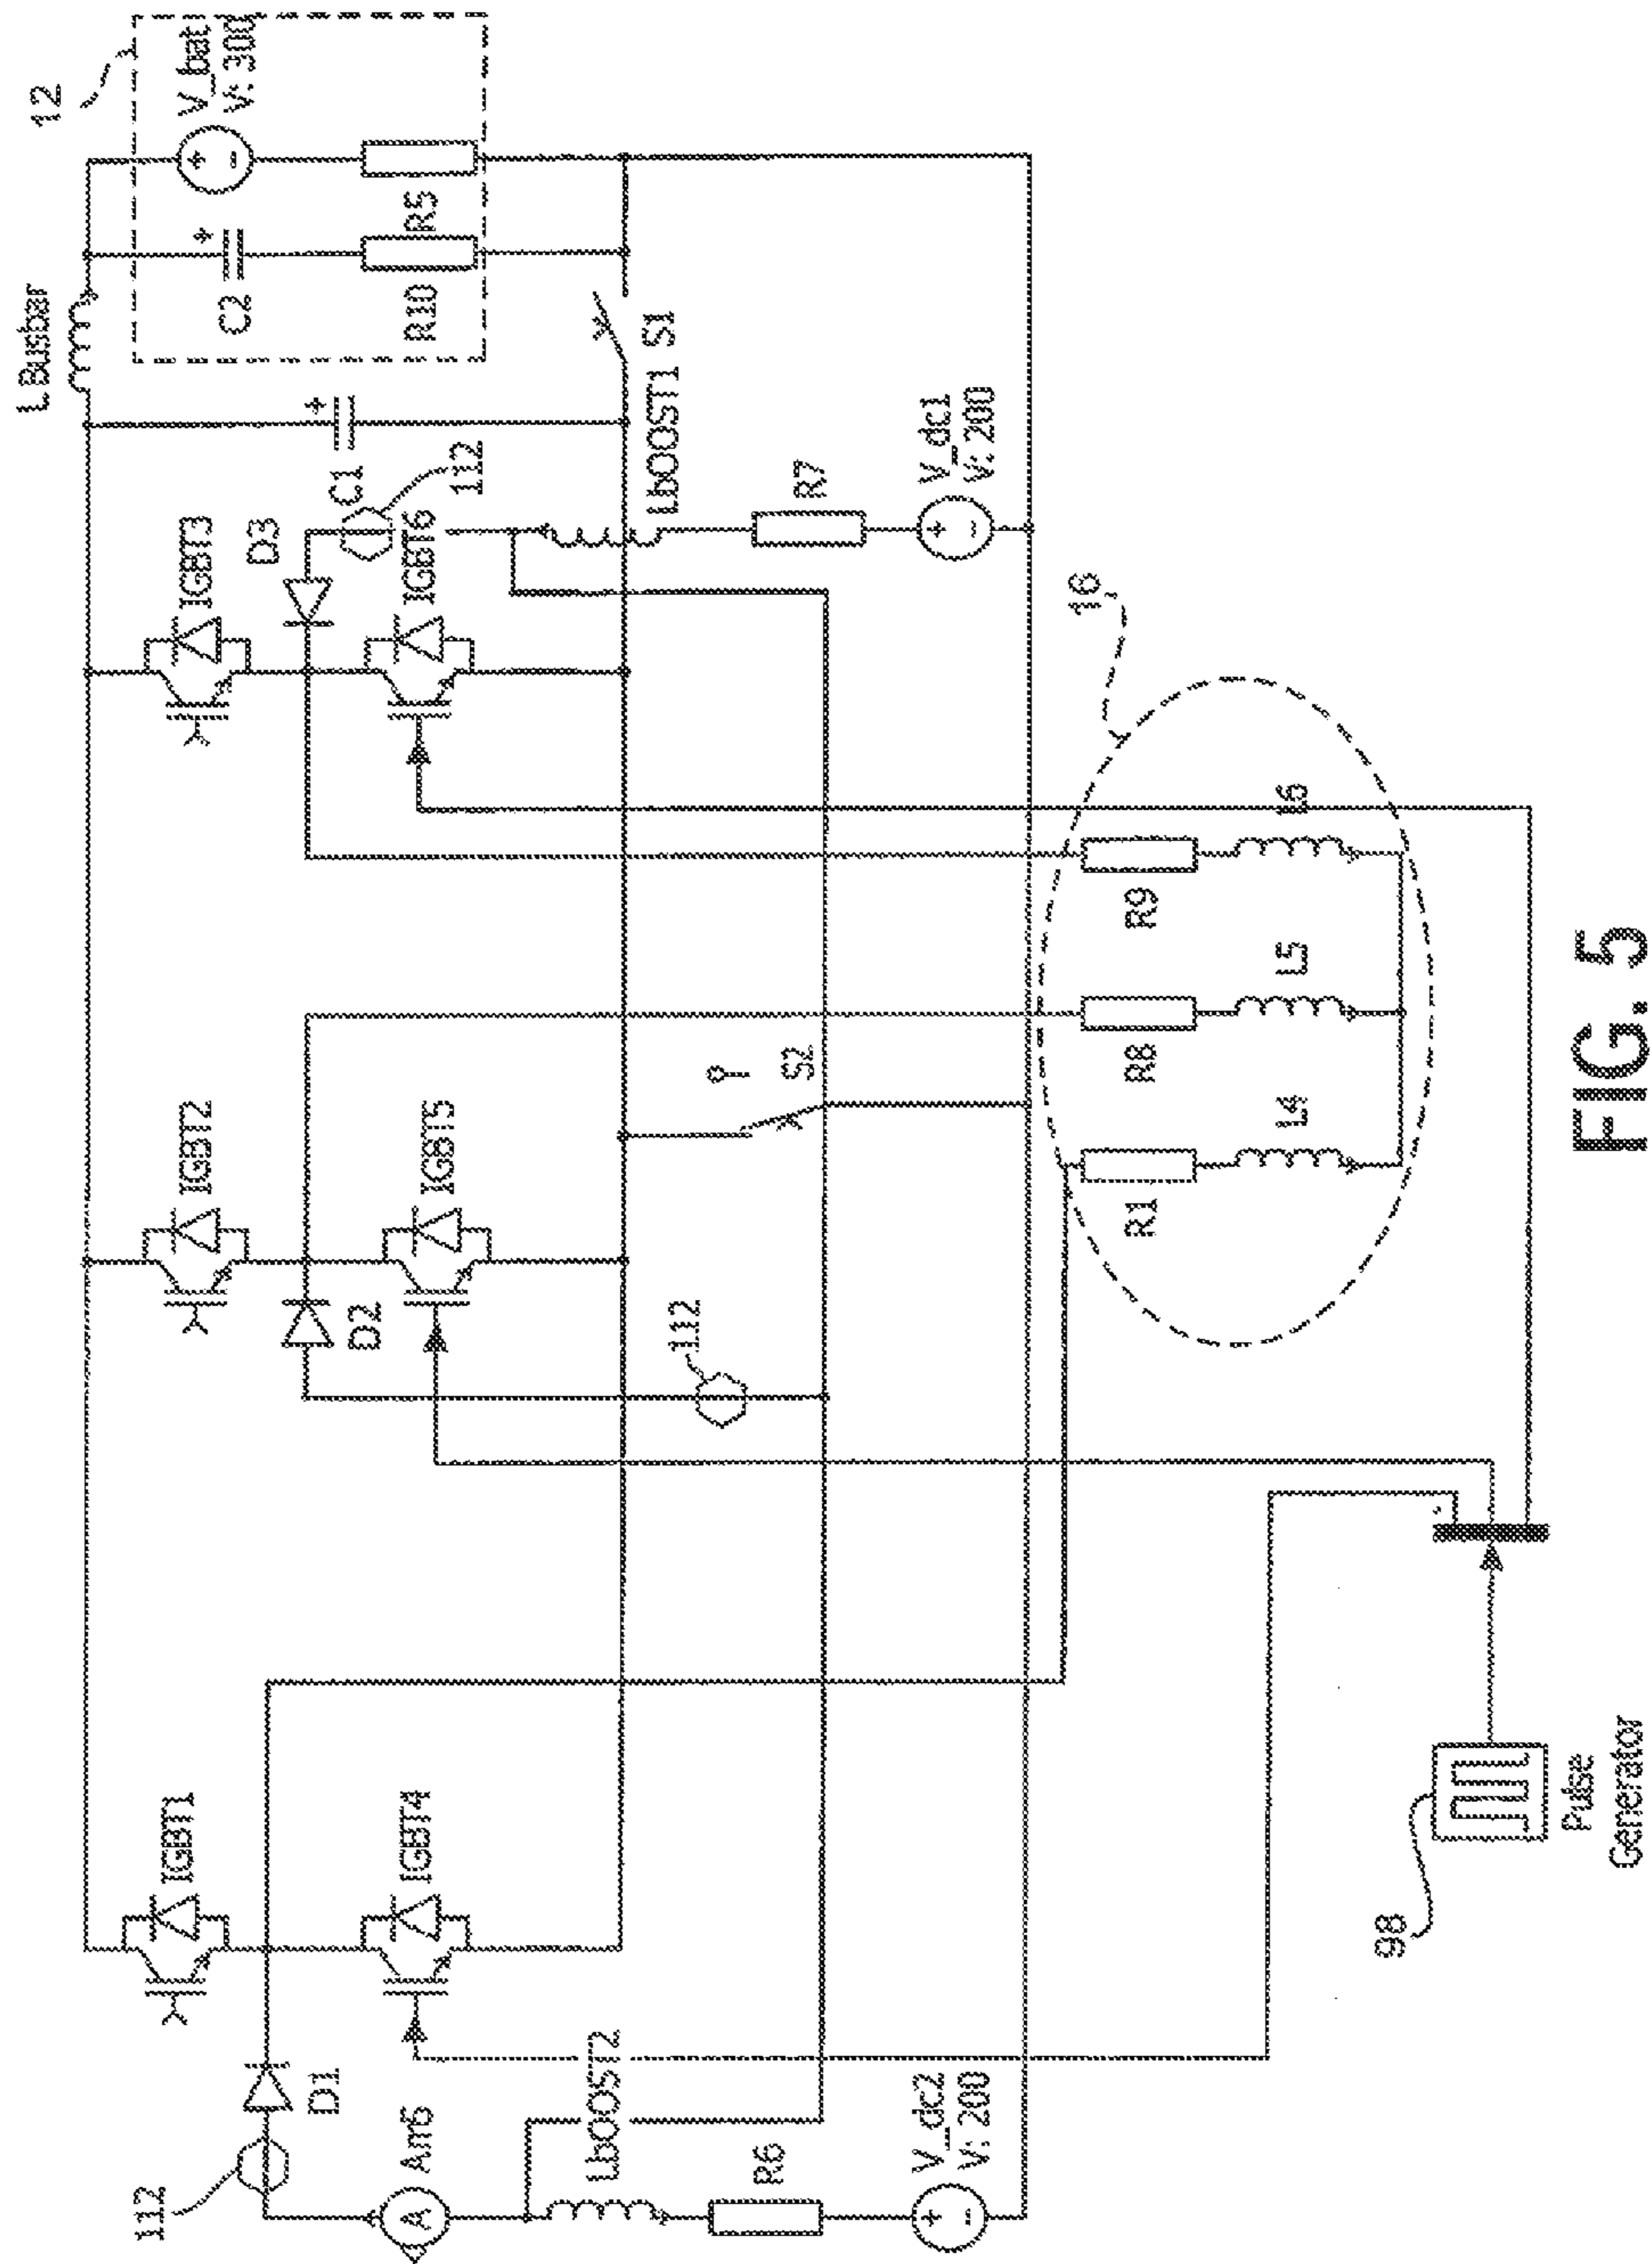 12
V_bat
V: 300
L Busbar
C2
R10
R5
C1
112
IGBT3
D3
IGBT6
LbOOST1
S1
R7
V_dc1
V: 200
16
IGBT2
IGBT5
D2
112
S2
R9
L6
R8
L5
R1
L4
IGBT1
IGBT4
D1
112
Am6
LbOOST2
R6
V_dc2
V: 200
98
Pulse
Generator
A
FIG. 5